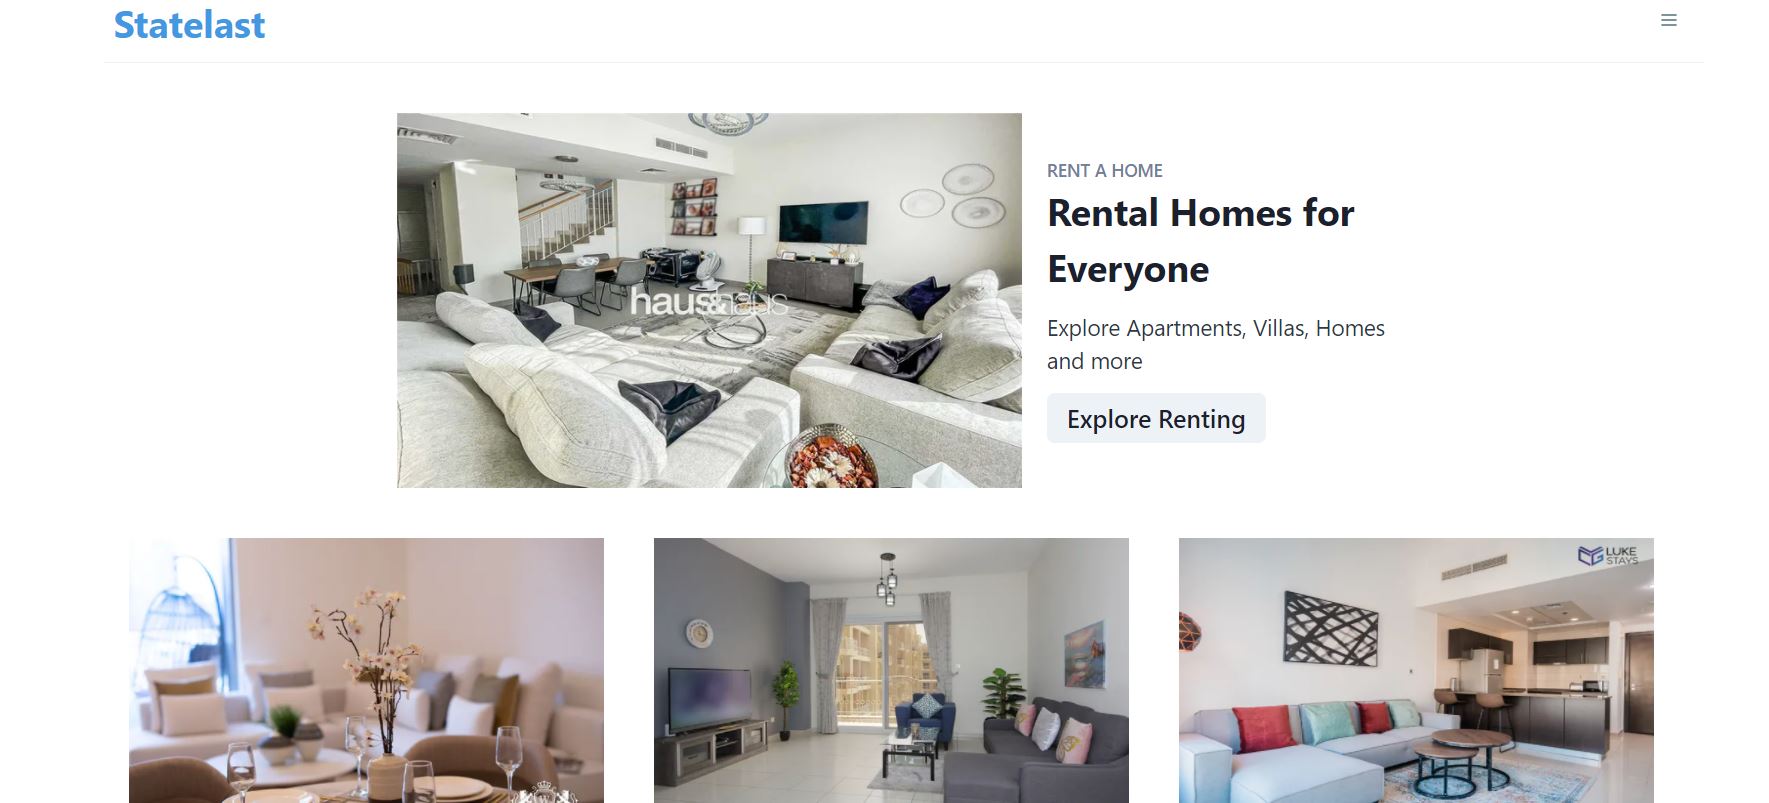 Statelast
RENT A HOME
Rental Homes for
Everyone
Explore Apartments, Villas, Homes
and more
Explore Renting
haus&haus
LUKE
STAYS